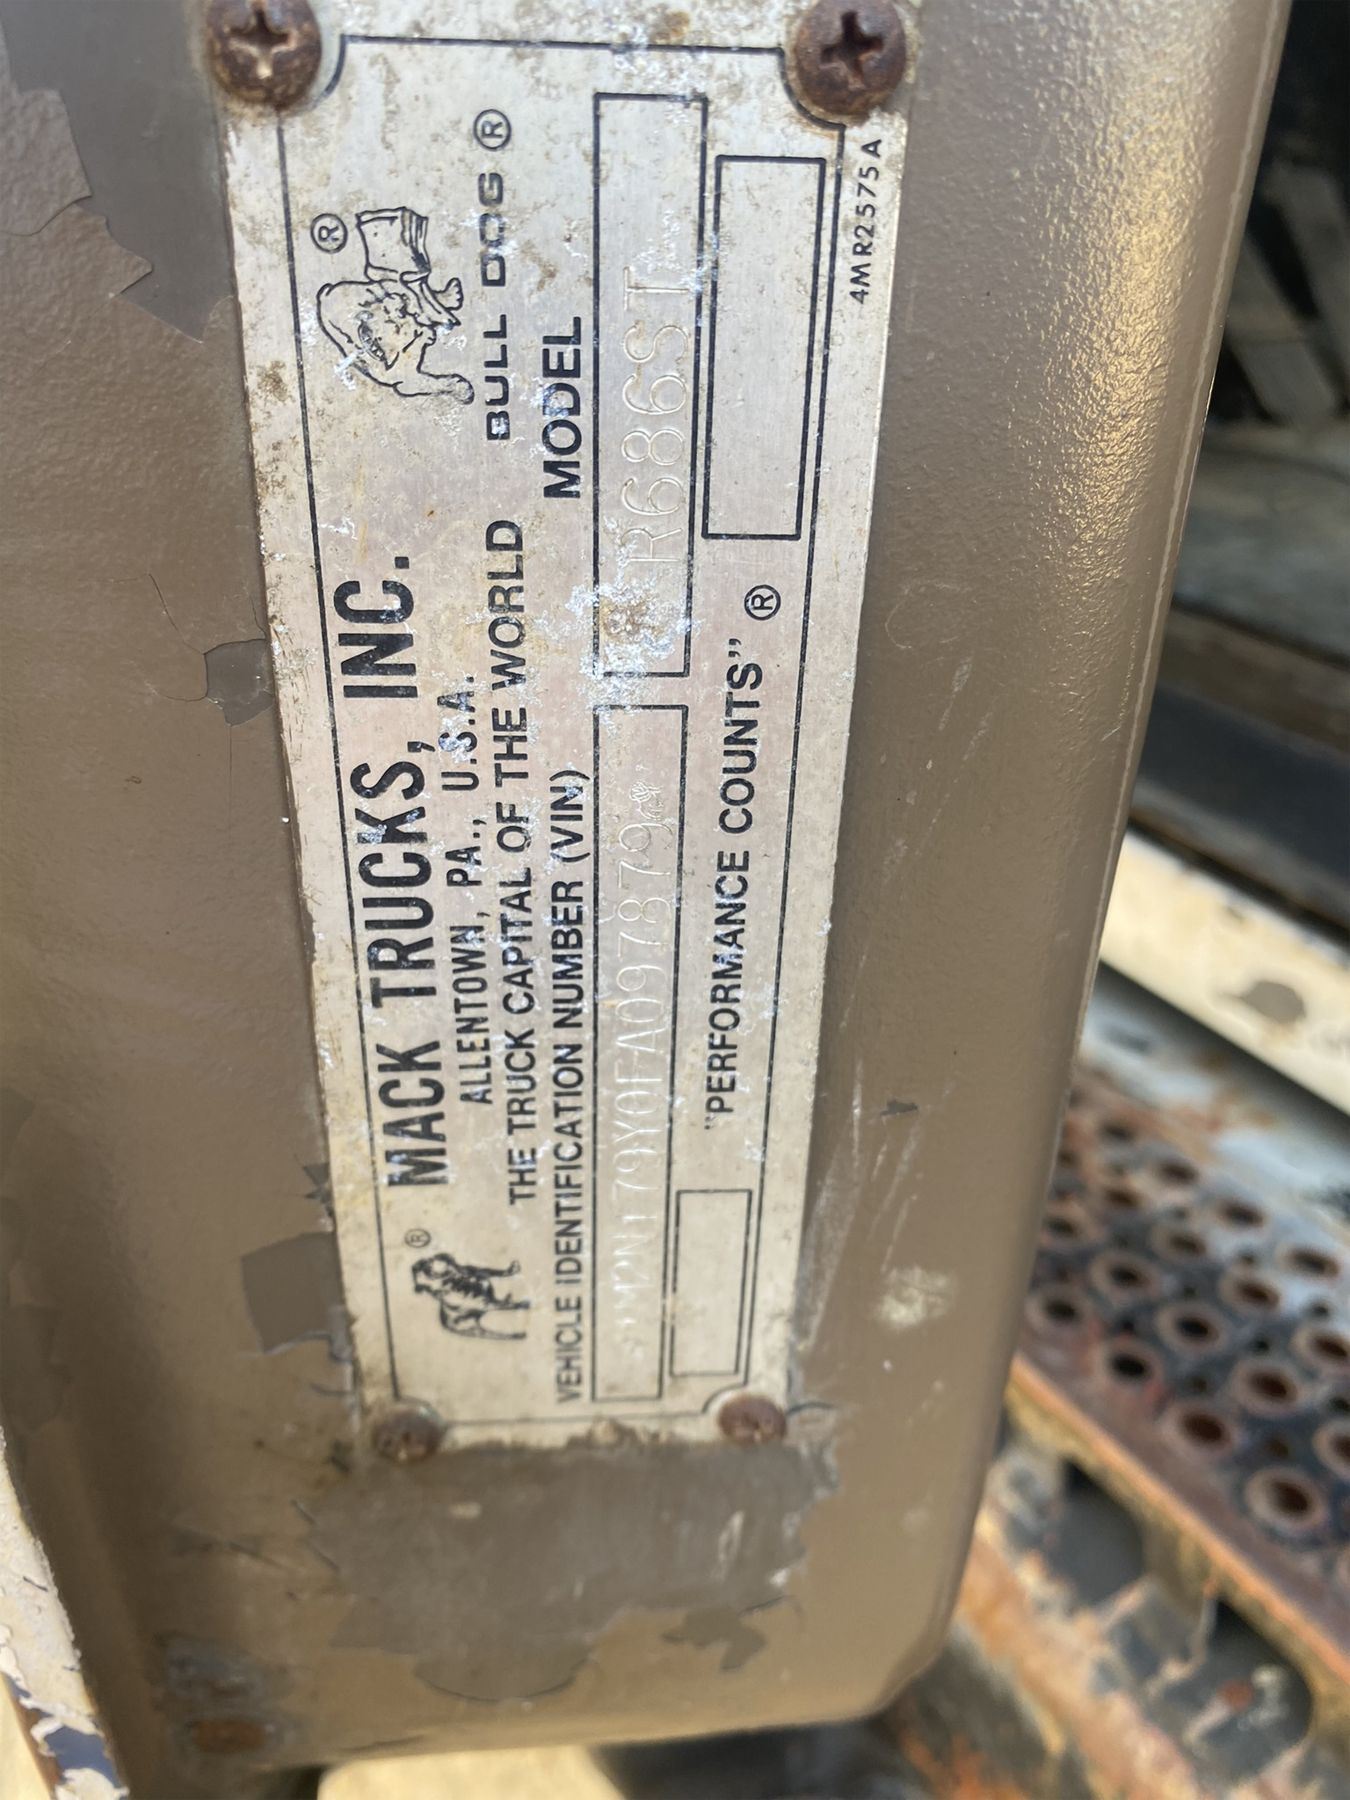 MACK TRUCKS, INC. ®
ALLENTOWN, PA., U.S.A.
® BULL DOG ®
THE TRUCK CAPITAL OF THE WORLD
VEHICLE IDENTIFICATION NUMBER (VIN) MODEL
1M2N179Y0FA097879 R686ST
"PERFORMANCE COUNTS" ®
4MR2575A